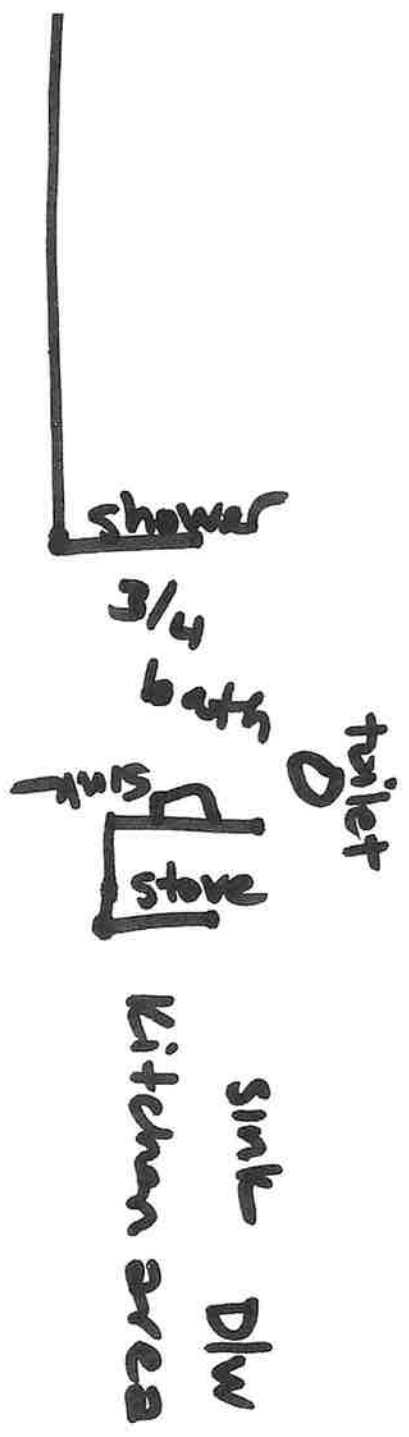 shower
3/4
bath
toilet
sink
stove
sink D/W
Kitchen area